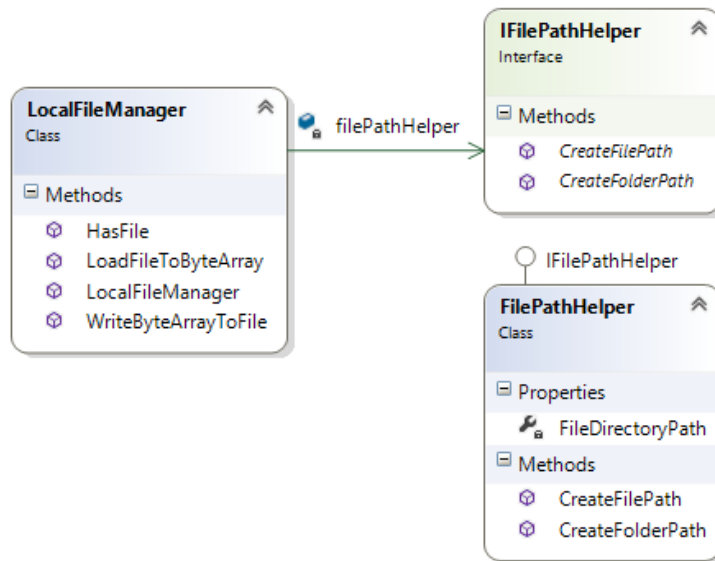 LocalFileManager
Class
Methods
HasFile
LoadFileToByteArray
LocalFileManager
WriteByteArrayToFile
filePathHelper
IFilePathHelper
Interface
Methods
CreateFilePath
CreateFolderPath
IFilePathHelper
FilePathHelper
Class
Properties
FileDirectoryPath
Methods
CreateFilePath
CreateFolderPath